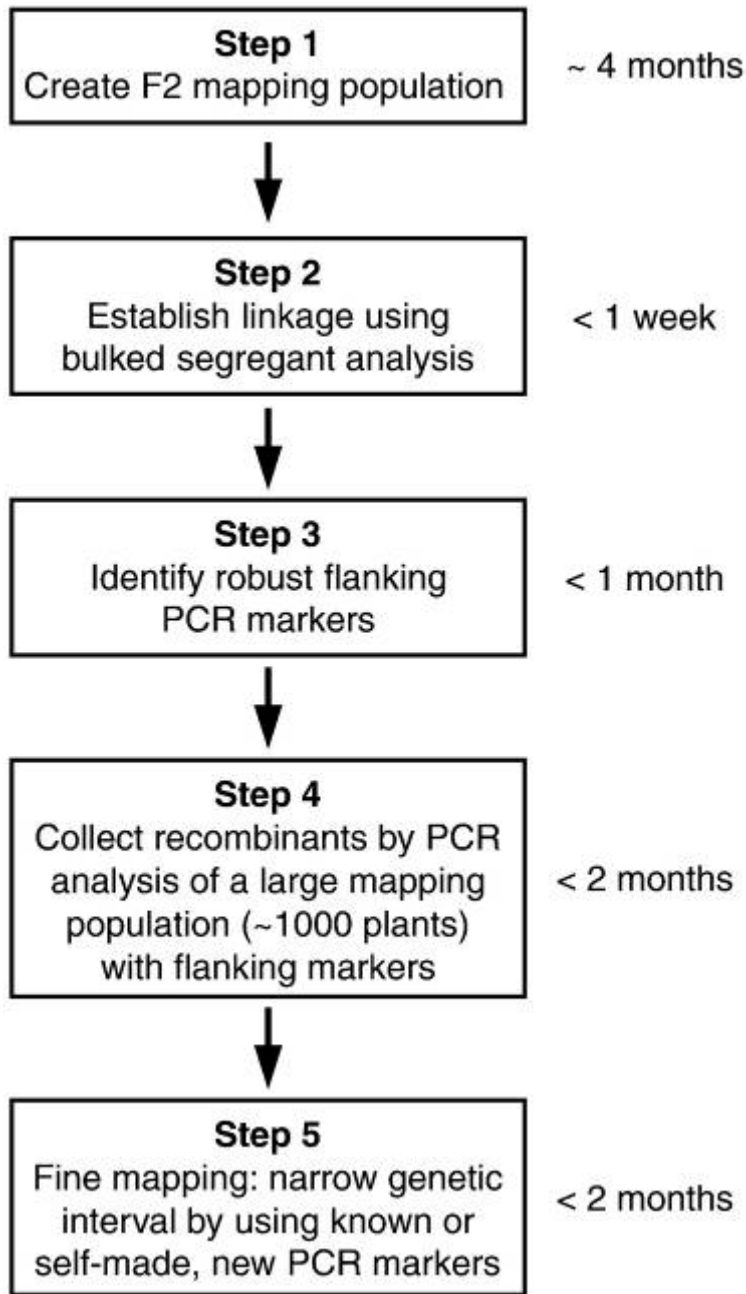 Step 1
Create F2 mapping population
~ 4 months
Step 2
Establish linkage using
bulked segregant analysis
< 1 week
Step 3
Identify robust flanking
PCR markers
< 1 month
Step 4
Collect recombinants by PCR
analysis of a large mapping
population (~1000 plants)
with flanking markers
< 2 months
Step 5
Fine mapping: narrow genetic
interval by using known or
self-made, new PCR markers
< 2 months